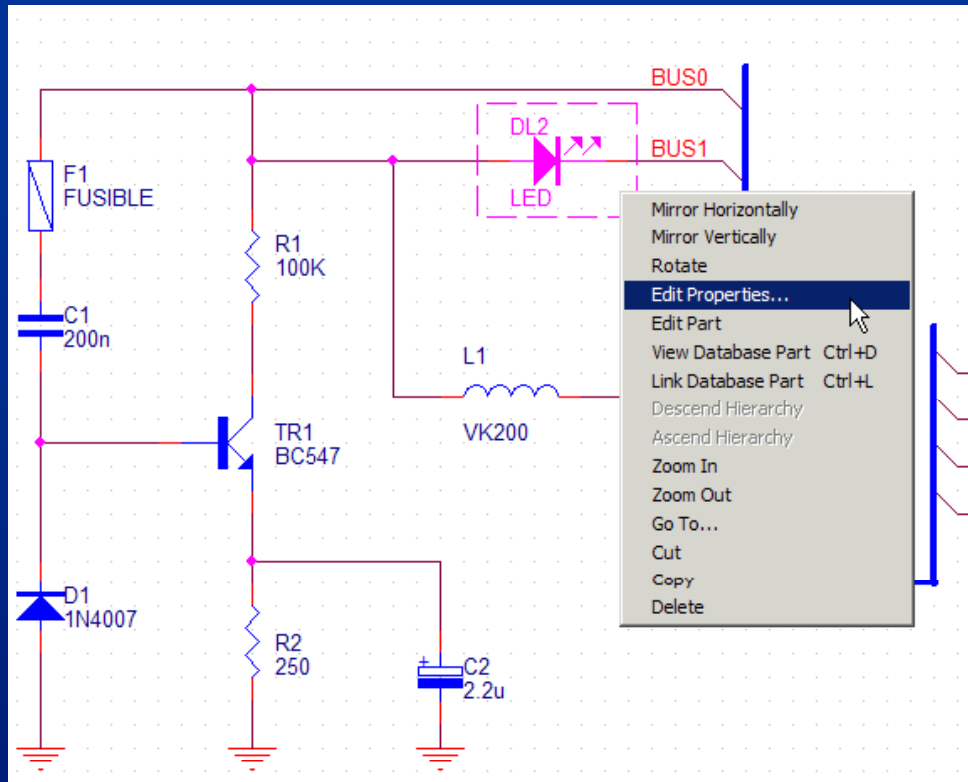 BUS0
DL2
BUS1
LED
F1
FUSIBLE
R1
100K
C1
200n
L1
VK200
TR1
BC547
D1
1N4007
R2
250
+
C2
2.2u
Mirror Horizontally
Mirror Vertically
Rotate
Edit Properties...
Edit Part
View Database Part Ctrl+D
Link Database Part Ctrl+L
Descend Hierarchy
Ascend Hierarchy
Zoom In
Zoom Out
Go To...
Cut
Copy
Delete